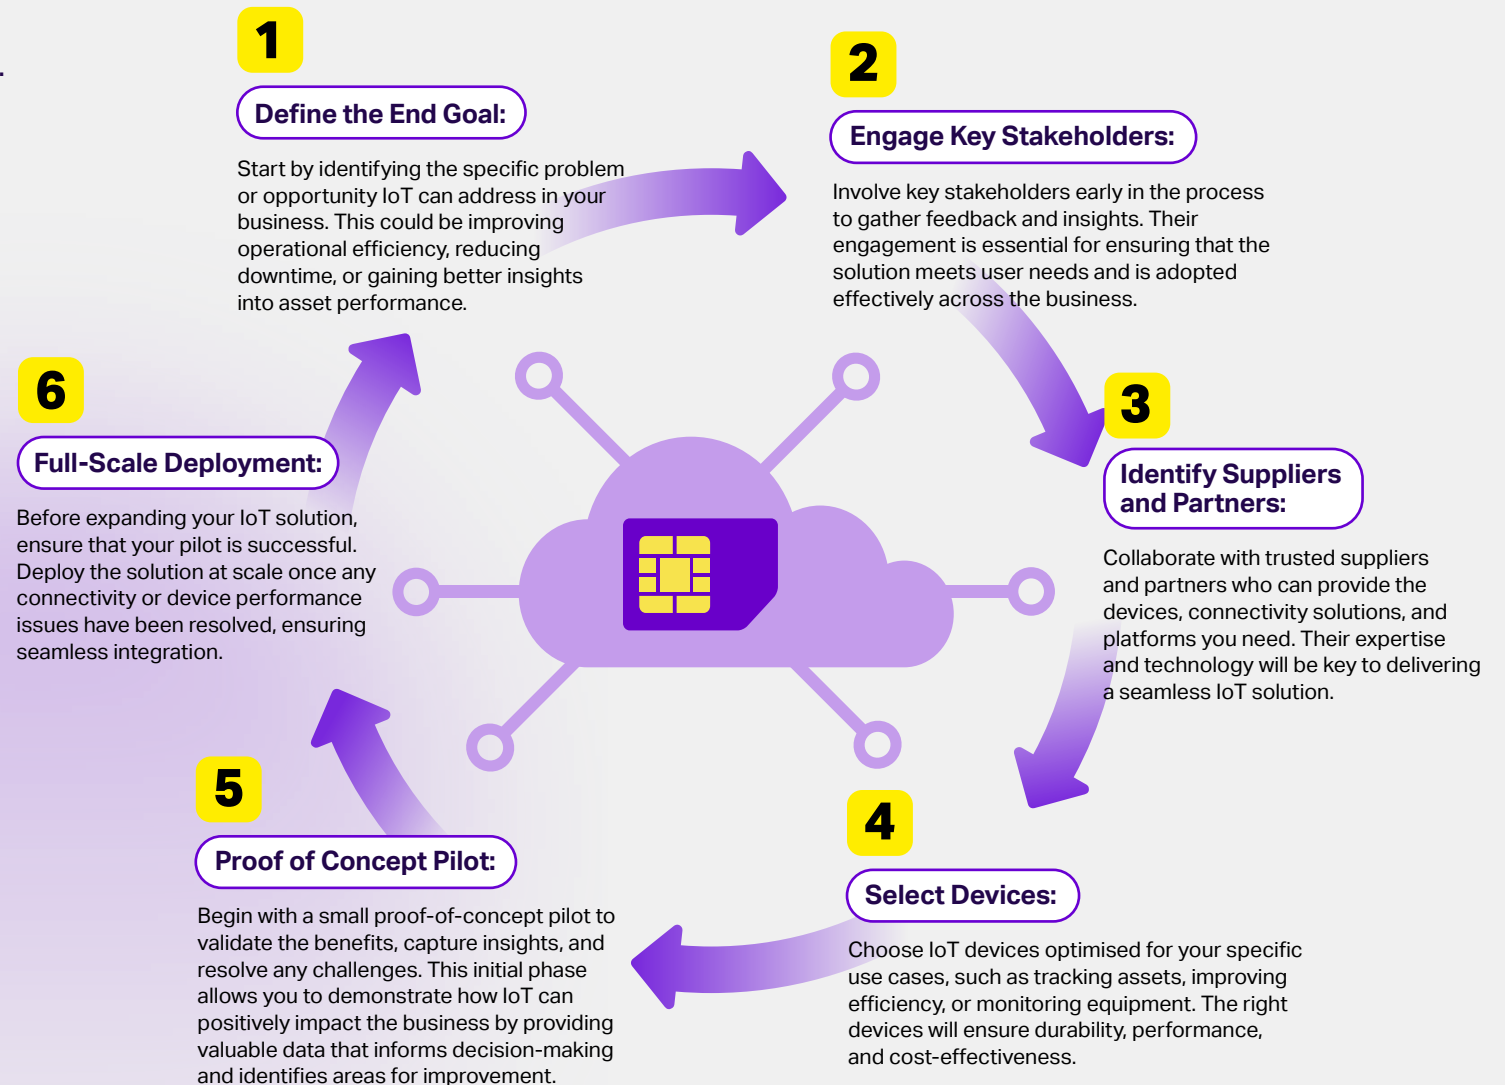 1
Define the End Goal:
Start by identifying the specific problem
or opportunity IoT can address in your
business. This could be improving
operational efficiency, reducing
downtime, or gaining better insights
into asset performance.
2
Engage Key Stakeholders:
Involve key stakeholders early in the process
to gather feedback and insights. Their
engagement is essential for ensuring that the
solution meets user needs and is adopted
effectively across the business.
3
Identify Suppliers
and Partners:
Collaborate with trusted suppliers
and partners who can provide the
devices, connectivity solutions, and
platforms you need. Their expertise
and technology will be key to delivering
a seamless IoT solution.
4
Select Devices:
Choose IoT devices optimised for your specific
use cases, such as tracking assets, improving
efficiency, or monitoring equipment. The right
devices will ensure durability, performance,
and cost-effectiveness.
5
Proof of Concept Pilot:
Begin with a small proof-of-concept pilot to
validate the benefits, capture insights, and
resolve any challenges. This initial phase
allows you to demonstrate how IoT can
positively impact the business by providing
valuable data that informs decision-making
and identifies areas for improvement.
6
Full-Scale Deployment:
Before expanding your IoT solution,
ensure that your pilot is successful.
Deploy the solution at scale once any
connectivity or device performance
issues have been resolved, ensuring
seamless integration.